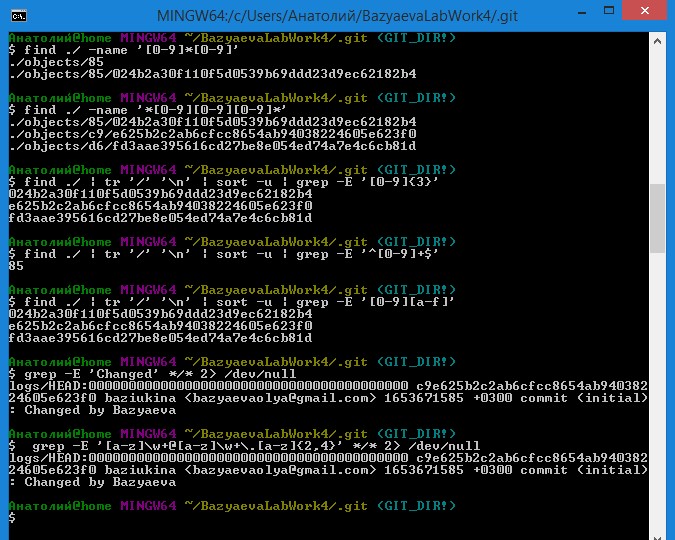 MINGW64:/c/Users/Анатолий/BazyaevaLabWork4/.git
Анатолий@home MINGW64 ~/BazyaevaLabWork4/.git (GIT_DIR!)
$ find ./ -name '[0-9]*[0-9]'
./objects/85
./objects/85/024b2a30f110f5d0539b69ddd23d9ec62182b4
Анатолий@home MINGW64 ~/BazyaevaLabWork4/.git (GIT_DIR!)
$ find ./ -name '*[0-9][0-9][0-9]*'
./objects/85/024b2a30f110f5d0539b69ddd23d9ec62182b4
./objects/c9/e625b2c2ab6cfcc8654ab94038224605e623f0
./objects/d6/fd3aae395616cd27be8e054ed74a7e4c6cb81d
Анатолий@home MINGW64 ~/BazyaevaLabWork4/.git (GIT_DIR!)
$ find ./ | tr '/' '\n' | sort -u | grep -E '[0-9]{3}'
024b2a30f110f5d0539b69ddd23d9ec62182b4
e625b2c2ab6cfcc8654ab94038224605e623f0
fd3aae395616cd27be8e054ed74a7e4c6cb81d
Анатолий@home MINGW64 ~/BazyaevaLabWork4/.git (GIT_DIR!)
$ find ./ | tr '/' '\n' | sort -u | grep -E '^[0-9]+$'
85
Анатолий@home MINGW64 ~/BazyaevaLabWork4/.git (GIT_DIR!)
$ find ./ | tr '/' '\n' | sort -u | grep -E '[0-9][a-f]'
024b2a30f110f5d0539b69ddd23d9ec62182b4
e625b2c2ab6cfcc8654ab94038224605e623f0
fd3aae395616cd27be8e054ed74a7e4c6cb81d
Анатолий@home MINGW64 ~/BazyaevaLabWork4/.git (GIT_DIR!)
$ grep -E 'Changed' */* 2> /dev/null
logs/HEAD:0000000000000000000000000000000000000000 c9e625b2c2ab6cfcc8654ab940382
24605e623f0 baziukina <bazyaevaolya@gmail.com> 1653671585 +0300 commit (initial)
: Changed by Bazyaeva
Анатолий@home MINGW64 ~/BazyaevaLabWork4/.git (GIT_DIR!)
$  grep -E '[a-z]\w+@[a-z]\w+\.[a-z]{2,4}' */* 2> /dev/null
logs/HEAD:0000000000000000000000000000000000000000 c9e625b2c2ab6cfcc8654ab940382
24605e623f0 baziukina <bazyaevaolya@gmail.com> 1653671585 +0300 commit (initial)
: Changed by Bazyaeva
Анатолий@home MINGW64 ~/BazyaevaLabWork4/.git (GIT_DIR!)
$